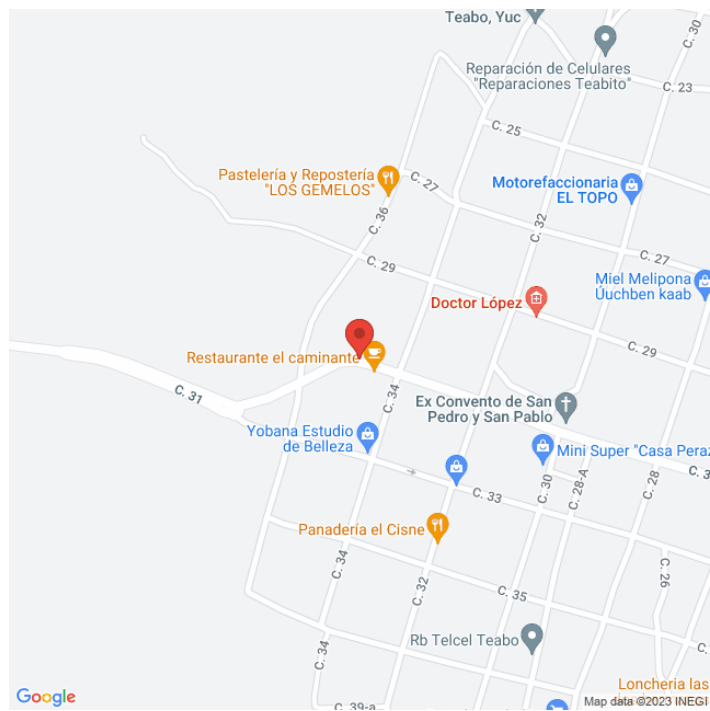 Teabo, Yuc
C. 30
Reparación de Celulares
"Reparaciones Teabito"
C. 23
C. 25
Pastelería y Repostería
"LOS GEMELOS"
C. 27
Motorefaccionaria
EL TOPO
C. 36
C. 32
C. 27
C. 29
Miel Melipona
Úuchben kaab
Doctor López
C. 29
Restaurante el caminante
C. 31
C. 34
Ex Convento de San
Pedro y San Pablo
Yobana Estudio
de Belleza
Mini Super "Casa Peraz
C. 3
C. 30
C. 28-A
C. 28
C. 33
Panadería el Cisne
C. 34
C. 32
C. 35
C. 26
C. 34
Rb Telcel Teabo
C.
Loncheria las
C. 39-a
Google
Map data ©2023 INEGI